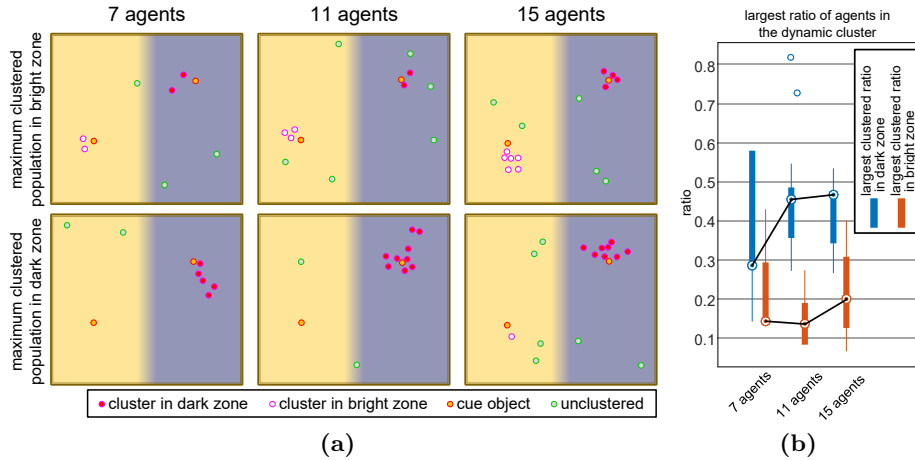 7 agents
11 agents
15 agents
maximum clustered
population in bright zone
maximum clustered
population in dark zone
cluster in dark zone
cluster in bright zone
cue object
unclustered
(a)
largest ratio of agents in
the dynamic cluster
ratio
0.8
0.7
0.6
0.5
0.4
0.3
0.2
0.1
largest clustered ratio
in dark zone
largest clustered ratio
in bright zone
7 agents
11 agents
15 agents
(b)